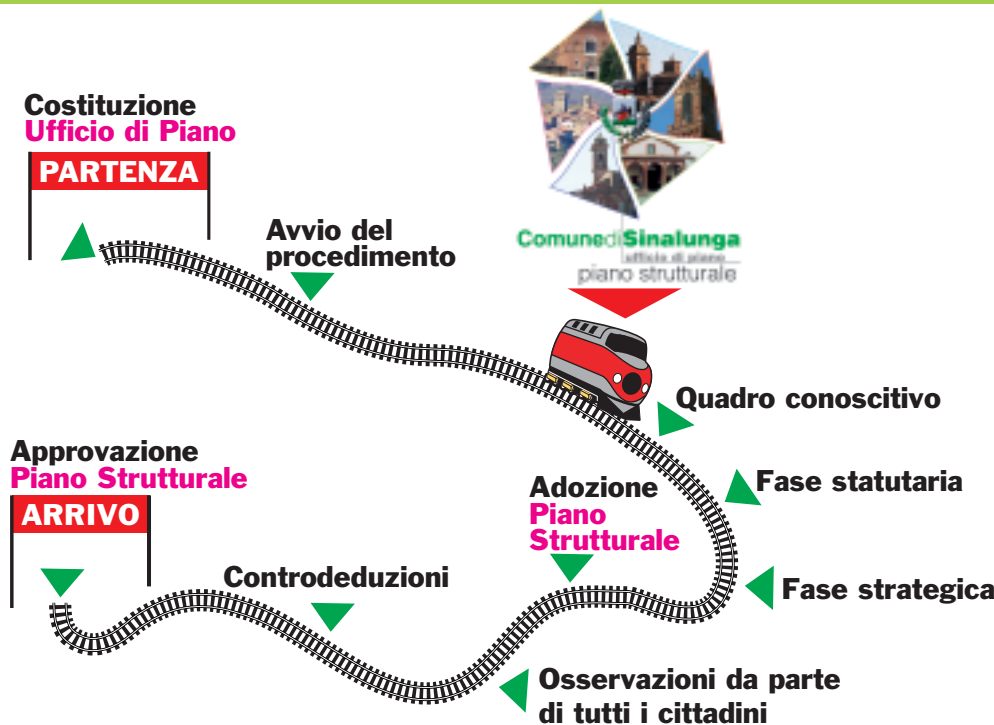 Costituzione
Ufficio di Piano
PARTENZA
Avvio del
procedimento
ComunediSinalunga
ufficio di piano
piano strutturale
Quadro conoscitivo
Fase statutaria
Fase strategica
Adozione
Piano
Strutturale
Osservazioni da parte
di tutti i cittadini
Controdeduzioni
Approvazione
Piano Strutturale
ARRIVO